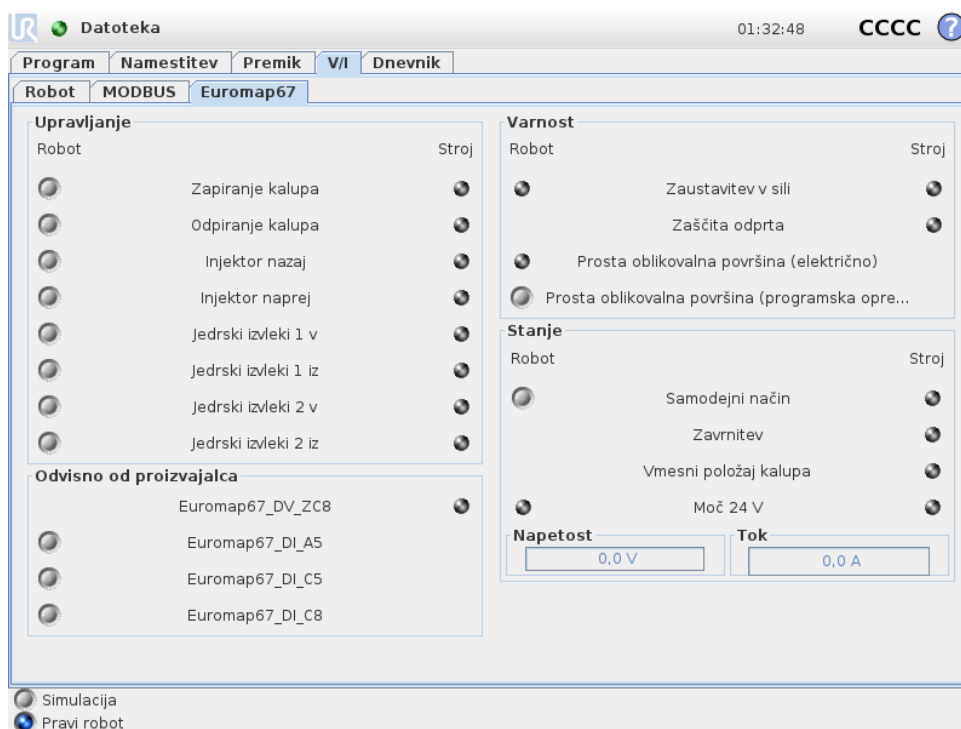 UR Datoteka 01:32:48 CCCC ?
Program Namestitev Premik V/I Dnevnik
Robot MODBUS Euromap67
Upravljanje
Robot Stroj
Zapiranje kalupa
Odpiranje kalupa
Injektor nazaj
Injektor naprej
Jedrski izvleki 1 v
Jedrski izvleki 1 iz
Jedrski izvleki 2 v
Jedrski izvleki 2 iz
Odvisno od proizvajalca
Euromap67_DV_ZC8
Euromap67_DI_A5
Euromap67_DI_C5
Euromap67_DI_C8
Varnost
Robot Stroj
Zaustavitev v sili
Zaščita odprta
Prosta oblikovalna površina (električno)
Prosta oblikovalna površina (programska opre...
Stanje
Robot Stroj
Samodejni način
Zavrnitev
Vmesni položaj kalupa
Moč 24 V
Napetost Tok
0,0 V 0,0 A
Simulacija
Pravi robot